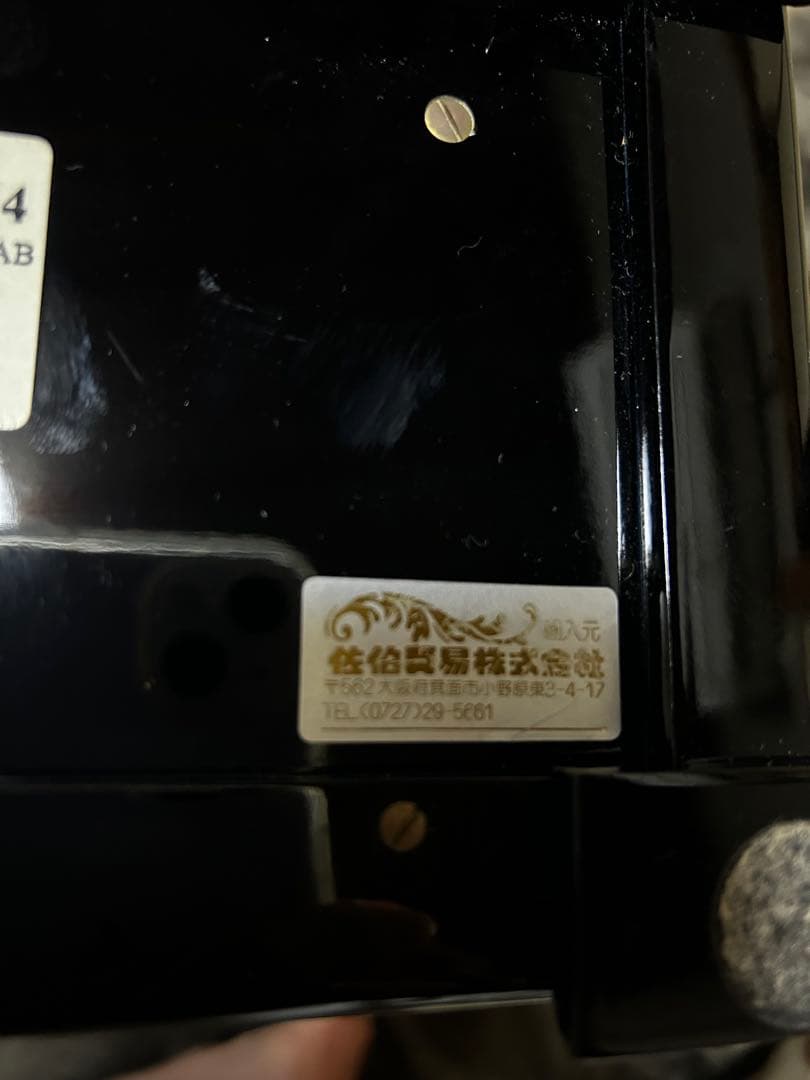 4
AB
輸入元
佐伯貿易株式会社
〒562 大阪府箕面市小野原東3-4-17
TEL(0727)29-5661